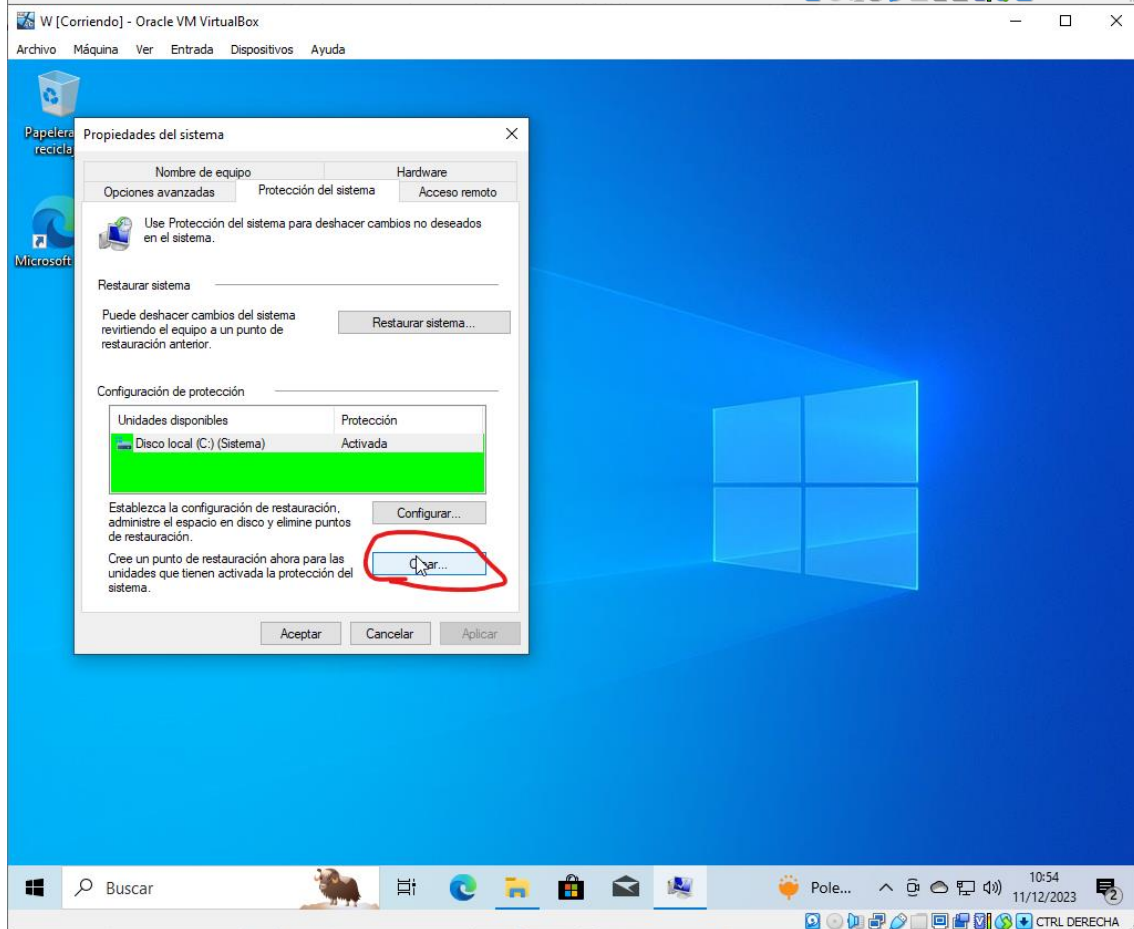 W [Corriendo] - Oracle VM VirtualBox
Archivo Máquina Ver Entrada Dispositivos Ayuda
Papelera
recicla
Microsoft
Propiedades del sistema
Nombre de equipo Hardware
Opciones avanzadas Protección del sistema Acceso remoto
Use Protección del sistema para deshacer cambios no deseados
en el sistema.
Restaurar sistema
Puede deshacer cambios del sistema
revirtiendo el equipo a un punto de
restauración anterior.
Restaurar sistema...
Configuración de protección
Unidades disponibles Protección
Disco local (C:) (Sistema) Activada
Establezca la configuración de restauración,
administre el espacio en disco y elimine puntos
de restauración.
Configurar...
Cree un punto de restauración ahora para las
unidades que tienen activada la protección del
sistema.
Crear...
Aceptar Cancelar Aplicar
Buscar
Pole...
10:54
11/12/2023
2
CTRL DERECHA